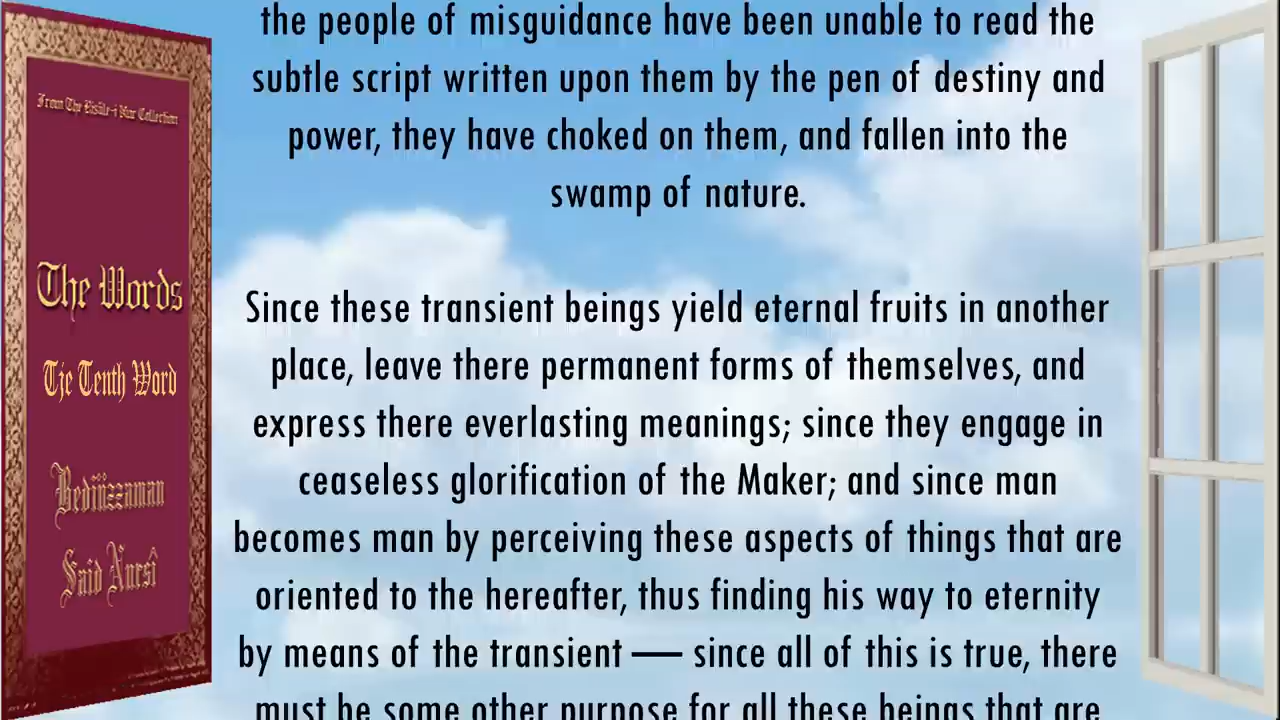 From The Risale-i Nur Collection
The Words
Tje Tenth Word
Bediüzzaman
Said Nursî
the people of misguidance have been unable to read the
subtle script written upon them by the pen of destiny and
power, they have choked on them, and fallen into the
swamp of nature.
Since these transient beings yield eternal fruits in another
place, leave there permanent forms of themselves, and
express there everlasting meanings; since they engage in
ceaseless glorification of the Maker; and since man
becomes man by perceiving these aspects of things that are
oriented to the hereafter, thus finding his way to eternity
by means of the transient — since all of this is true, there
must be some other purpose for all these beings that are